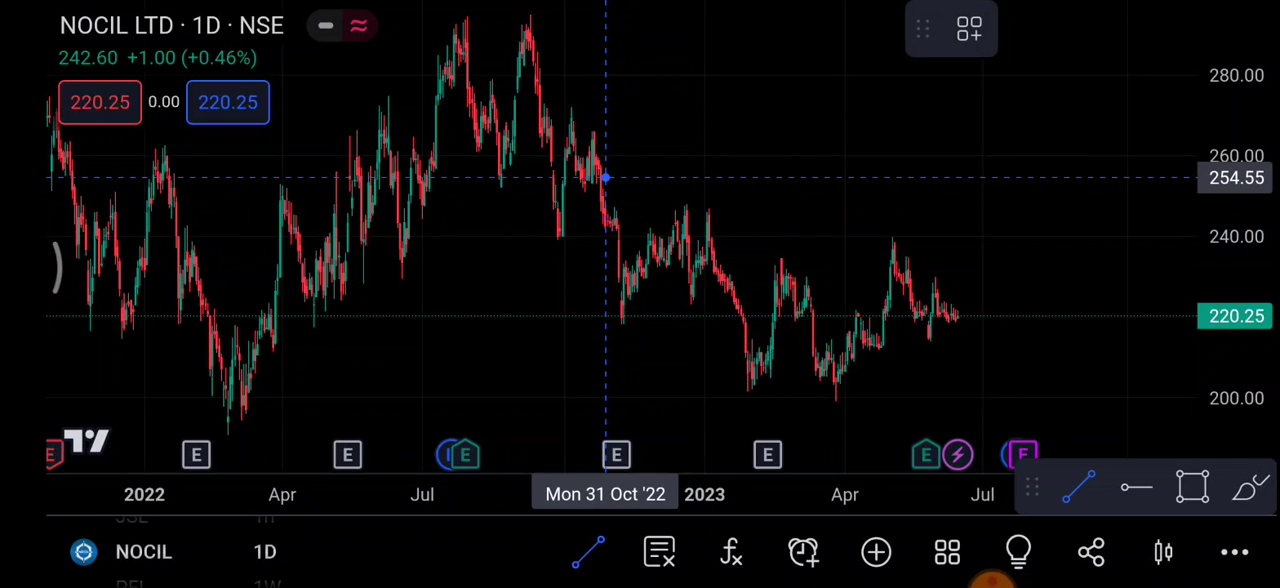 NOCIL LTD · 1D · NSE
242.60 +1.00 (+0.46%)
220.25 0.00 220.25
280.00
260.00
254.55
240.00
220.25
200.00
E E E E E E E E
2022 Apr Jul Mon 31 Oct '22 2023 Apr Jul
NOCIL 1D